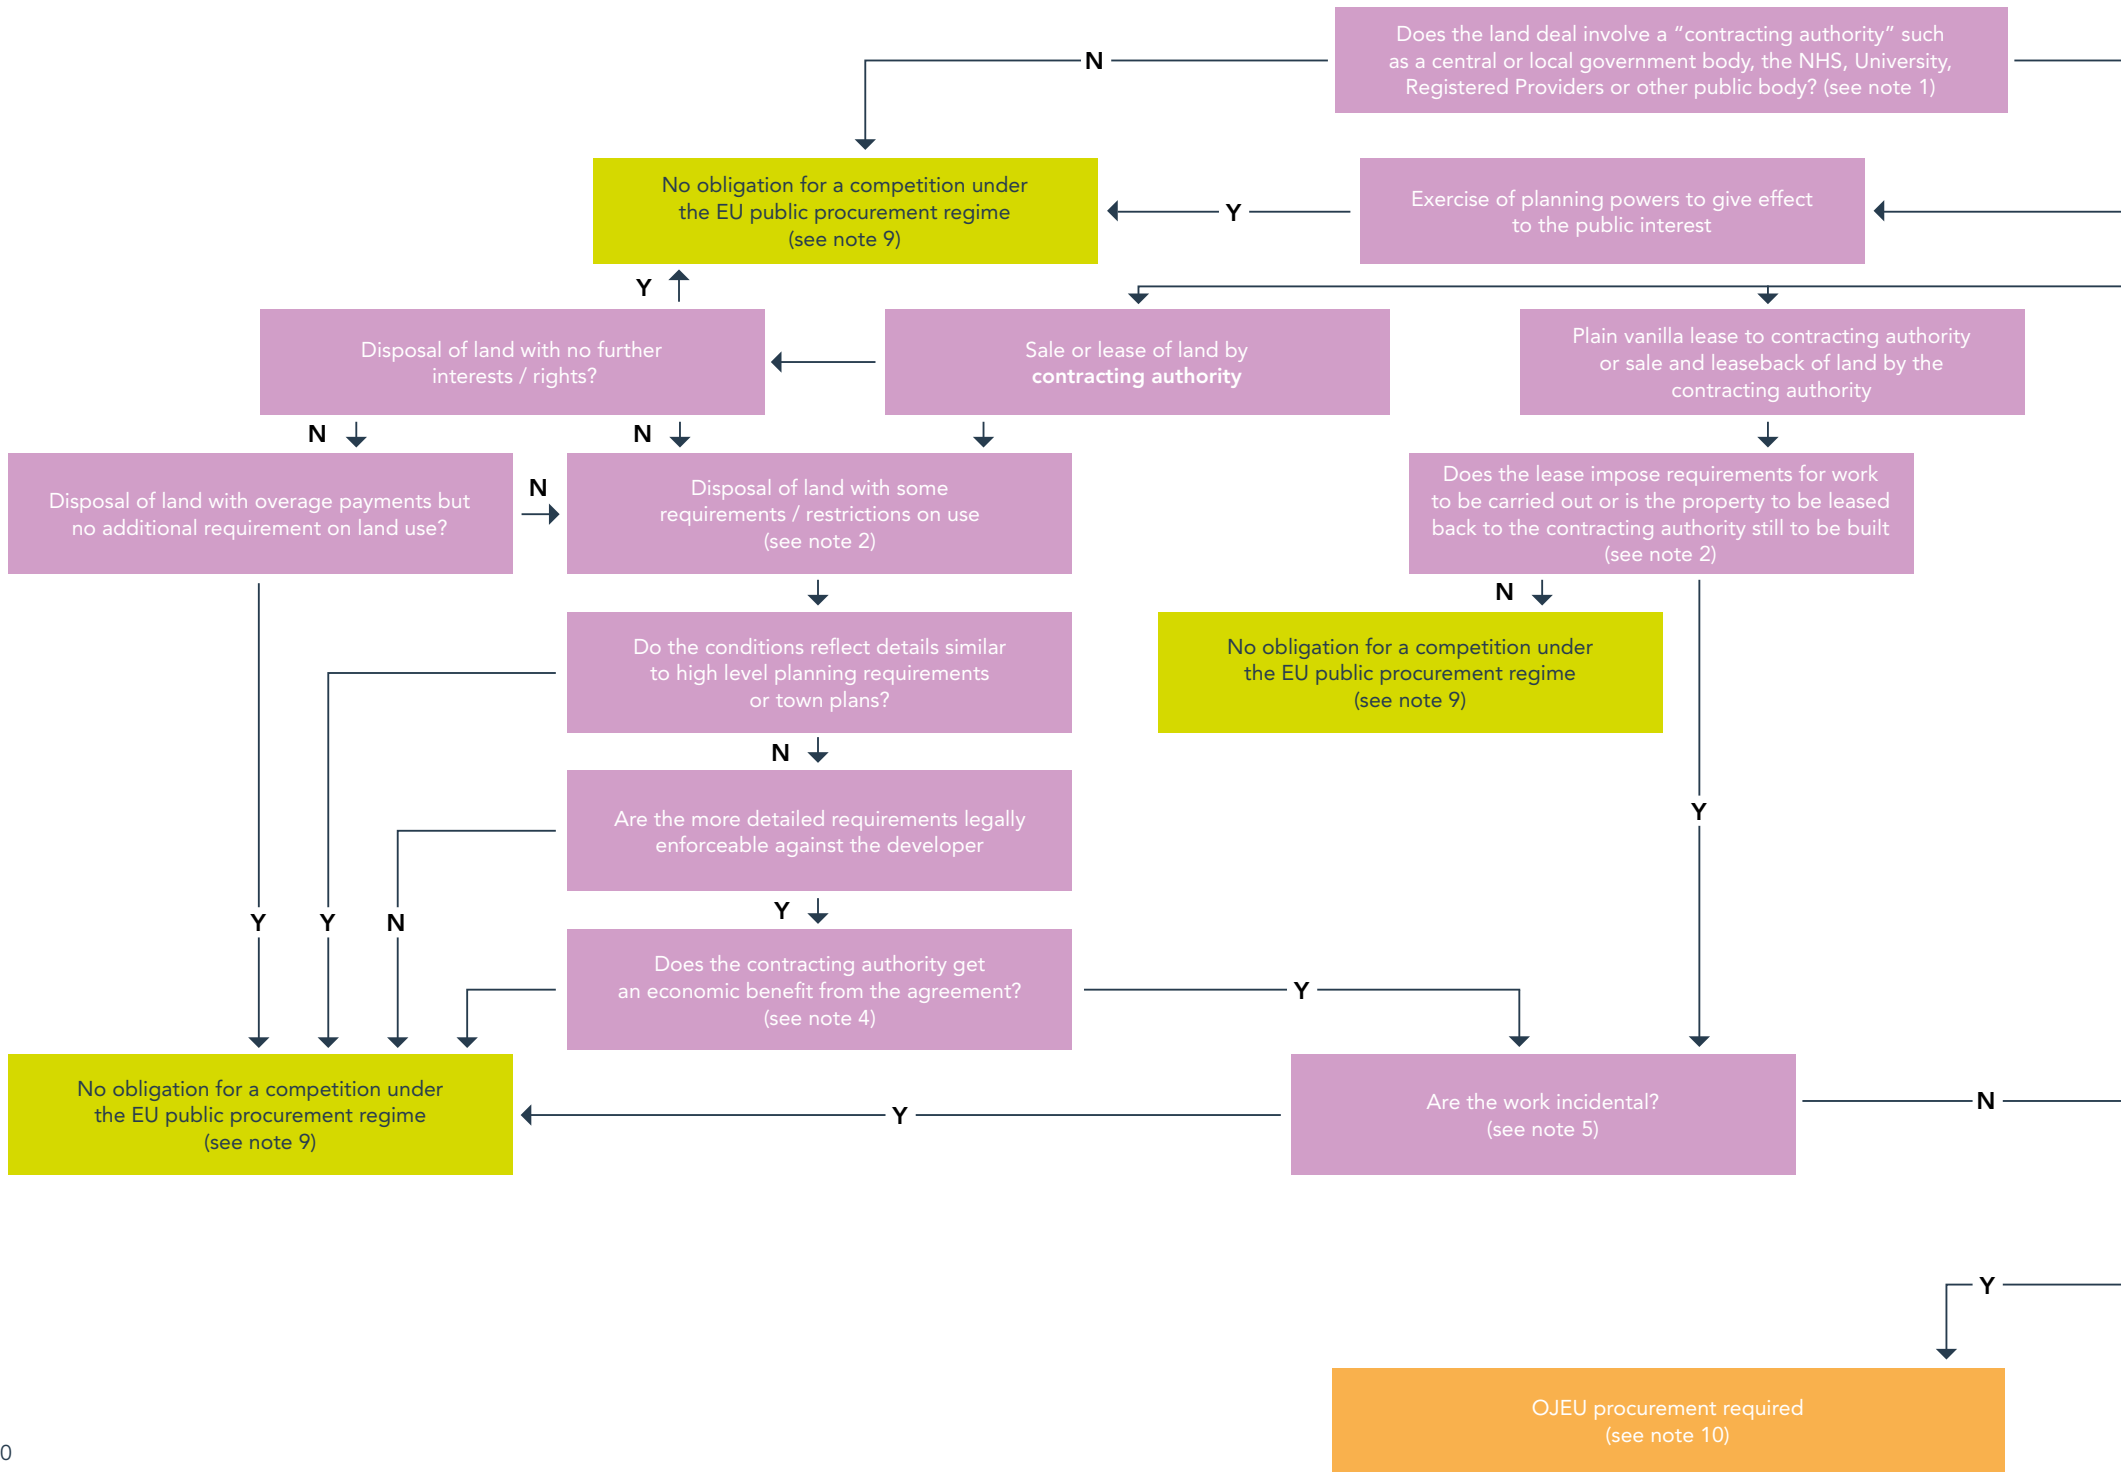 Does the land deal involve a “contracting authority” such
as a central or local government body, the NHS, University,
Registered Providers or other public body? (see note 1)
N
No obligation for a competition under
the EU public procurement regime
(see note 9)
Y
Exercise of planning powers to give effect
to the public interest
Y
Disposal of land with no further
interests / rights?
Sale or lease of land by
contracting authority
Plain vanilla lease to contracting authority
or sale and leaseback of land by the
contracting authority
N
N
Disposal of land with overage payments but
no additional requirement on land use?
N
Disposal of land with some
requirements / restrictions on use
(see note 2)
Does the lease impose requirements for work
to be carried out or is the property to be leased
back to the contracting authority still to be built
(see note 2)
N
Do the conditions reflect details similar
to high level planning requirements
or town plans?
No obligation for a competition under
the EU public procurement regime
(see note 9)
N
Are the more detailed requirements legally
enforceable against the developer
Y
Y
Y
Y
N
Does the contracting authority get
an economic benefit from the agreement?
(see note 4)
Y
No obligation for a competition under
the EU public procurement regime
(see note 9)
Y
Are the work incidental?
(see note 5)
N
Y
OJEU procurement required
(see note 10)
0